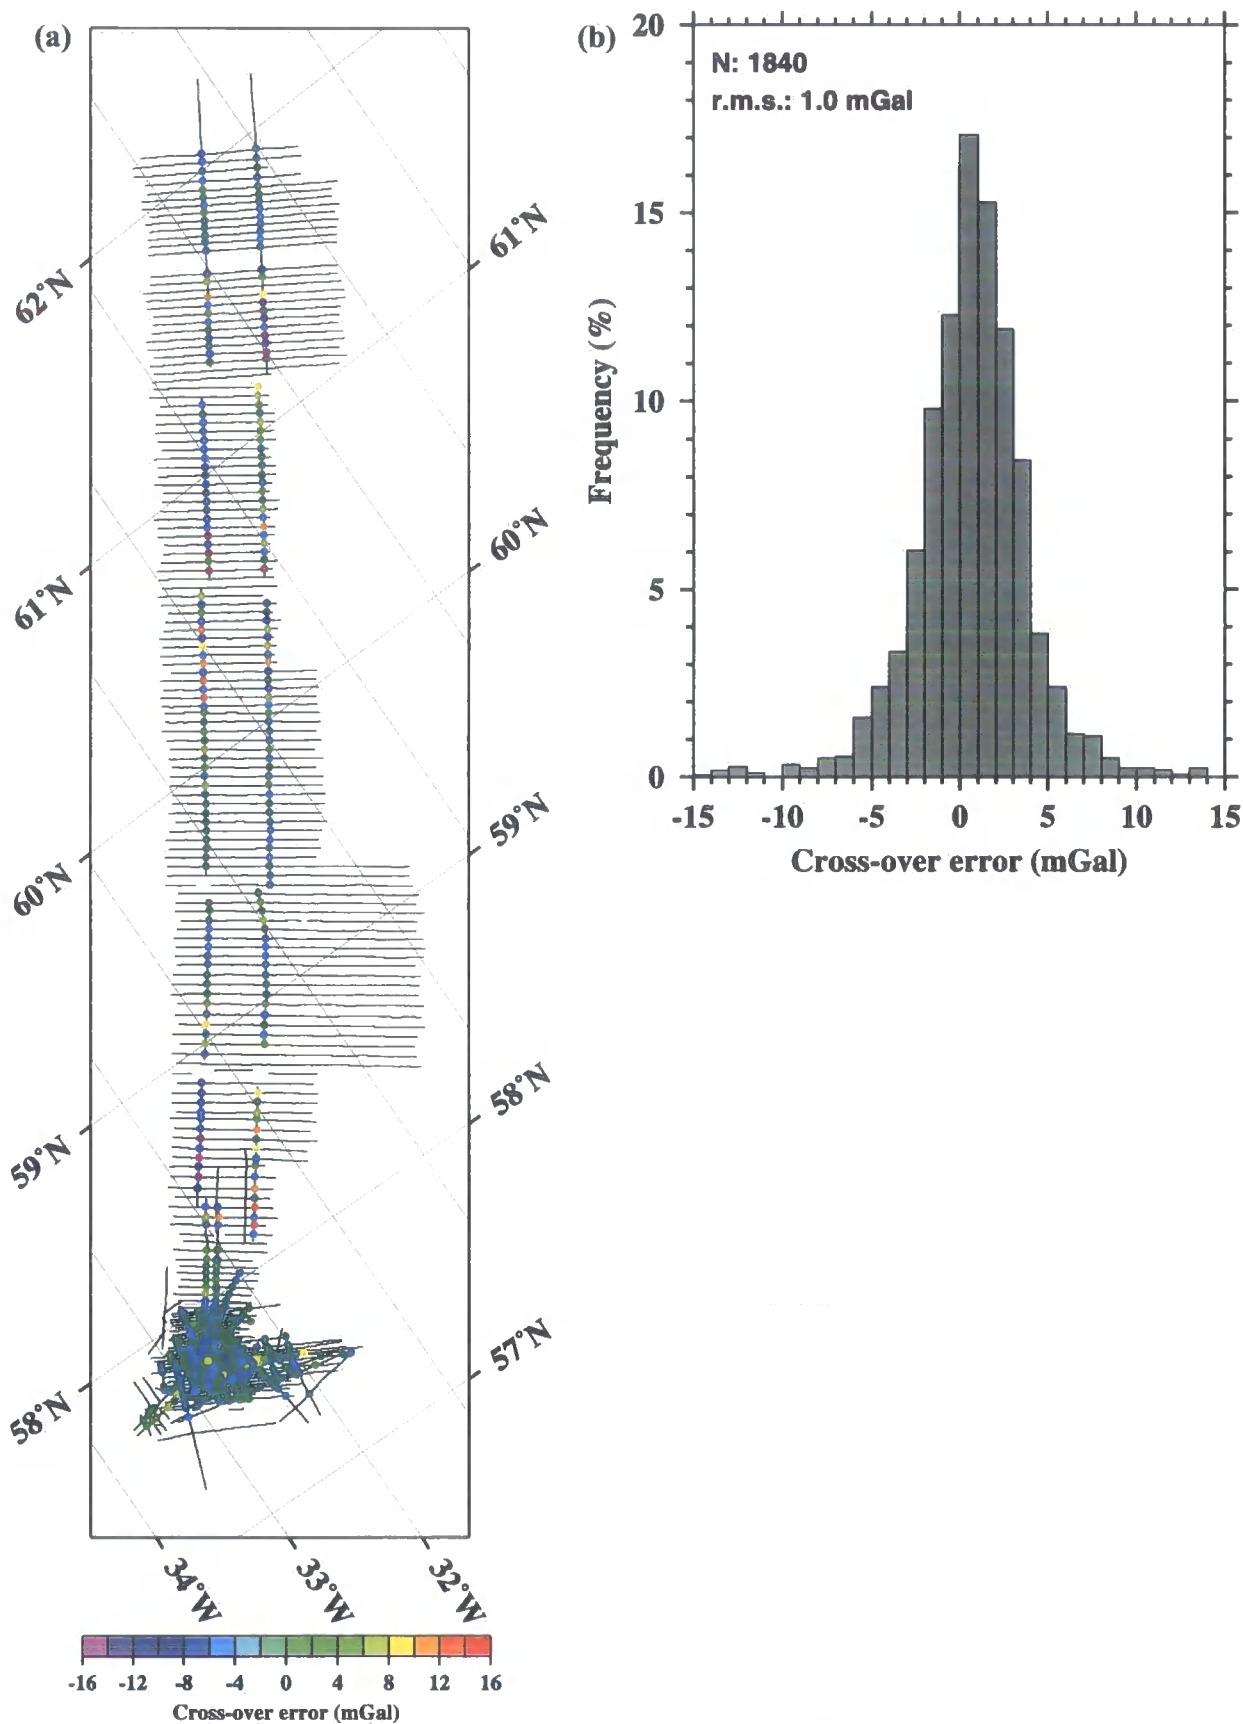 (a)
62°N
61°N
60°N
59°N
58°N
61°N
60°N
59°N
58°N
57°N
34°W
33°W
32°W
-16 -12 -8 -4 0 4 8 12 16
Cross-over error (mGal)
(b)
N: 1840
r.m.s.: 1.0 mGal
20
15
10
5
0
Frequency (%)
-15 -10 -5 0 5 10 15
Cross-over error (mGal)